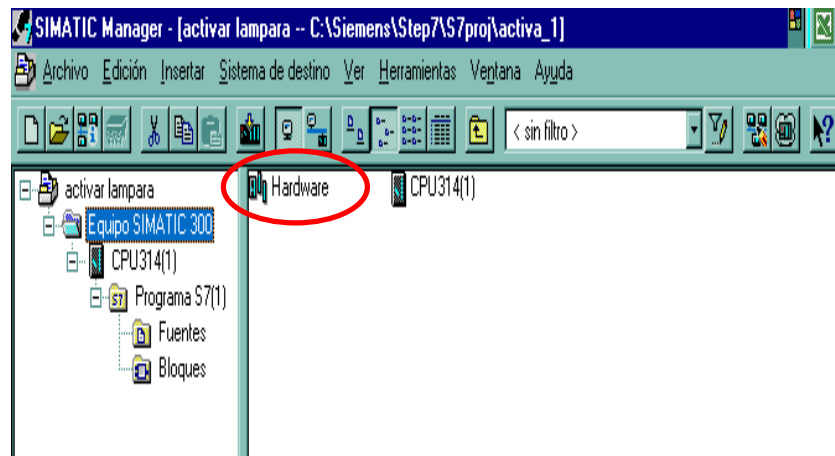 SIMATIC Manager - [activar lampara -- C:\Siemens\Step7\S7proj\activa_1]
Archivo Edición Insertar Sistema de destino Ver Herramientas Ventana Ayuda
< sin filtro >
activar lampara
Equipo SIMATIC 300
CPU314(1)
Programa S7(1)
Fuentes
Bloques
Hardware
CPU314(1)